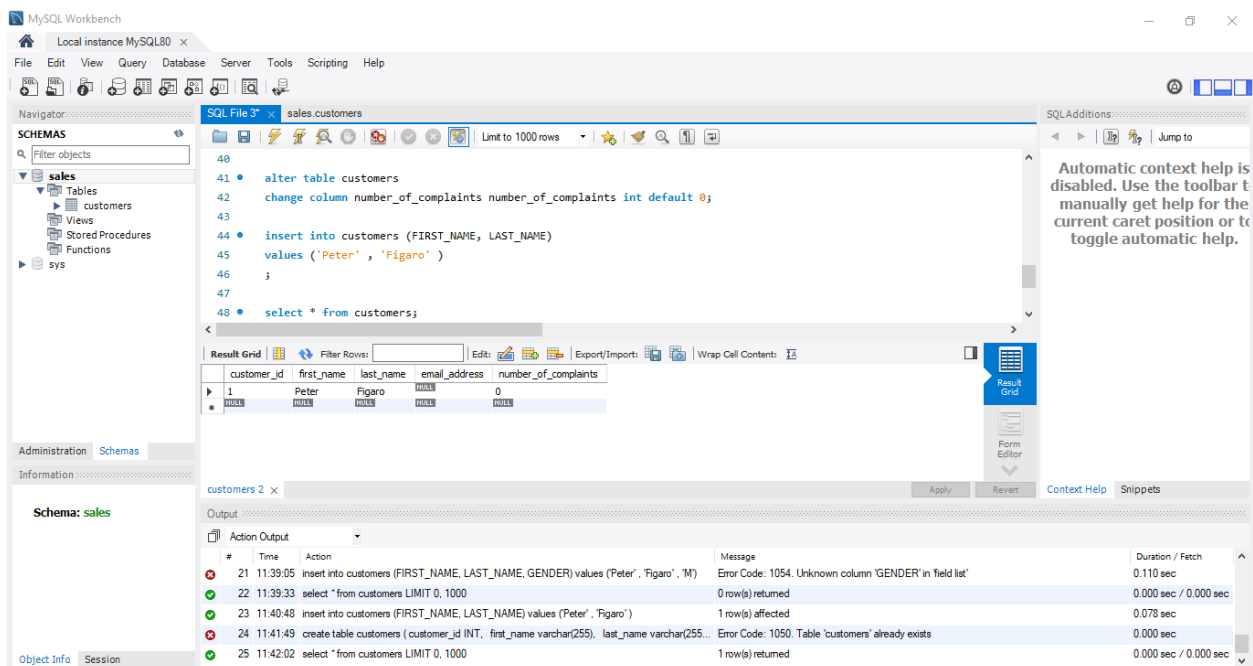 MySQL Workbench
Local instance MySQL80
File Edit View Query Database Server Tools Scripting Help
Navigator
SCHEMAS
Filter objects
sales
Tables
customers
Views
Stored Procedures
Functions
sys
Administration Schemas
Information
Schema: sales
Object Info Session
SQL File 3* sales.customers
Limit to 1000 rows
40
41 alter table customers
42 change column number_of_complaints number_of_complaints int default 0;
43
44 insert into customers (FIRST_NAME, LAST_NAME)
45 values ('Peter' , 'Figaro' )
46 ;
47
48 select * from customers;
Result Grid Filter Rows: Edit: Export/Import: Wrap Cell Content:
customer_id first_name last_name email_address number_of_complaints
1 Peter Figaro NULL 0
NULL NULL NULL NULL NULL
Result Grid
Form Editor
customers 2 Apply Revert
SQLAdditions
Jump to
Automatic context help is
disabled. Use the toolbar t
manually get help for the
current caret position or to
toggle automatic help.
Context Help Snippets
Output
Action Output
# Time Action Message Duration / Fetch
21 11:39:05 insert into customers (FIRST_NAME, LAST_NAME, GENDER) values ('Peter' , 'Figaro' , 'M') Error Code: 1054. Unknown column 'GENDER' in 'field list' 0.110 sec
22 11:39:33 select * from customers LIMIT 0, 1000 0 row(s) returned 0.000 sec / 0.000 sec
23 11:40:48 insert into customers (FIRST_NAME, LAST_NAME) values ('Peter' , 'Figaro' ) 1 row(s) affected 0.078 sec
24 11:41:49 create table customers ( customer_id INT, first_name varchar(255), last_name varchar(255... Error Code: 1050. Table 'customers' already exists 0.000 sec
25 11:42:02 select * from customers LIMIT 0, 1000 1 row(s) returned 0.000 sec / 0.000 sec